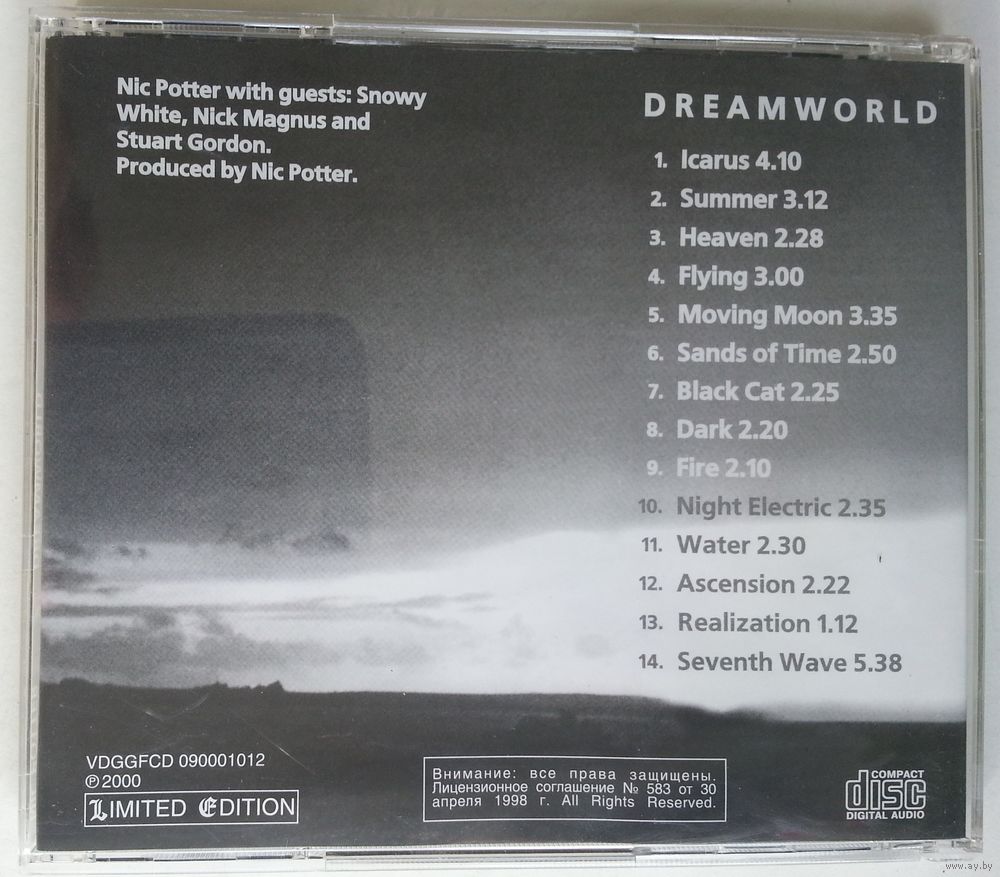 Nic Potter with guests: Snowy
White, Nick Magnus and
Stuart Gordon.
Produced by Nic Potter.
DREAMWORLD
1. Icarus 4.10
2. Summer 3.12
3. Heaven 2.28
4. Flying 3.00
5. Moving Moon 3.35
6. Sands of Time 2.50
7. Black Cat 2.25
8. Dark 2.20
9. Fire 2.10
10. Night Electric 2.35
11. Water 2.30
12. Ascension 2.22
13. Realization 1.12
14. Seventh Wave 5.38
VDGGFCD 090001012
℗2000
LIMITED EDITION
Внимание: все права защищены.
Лицензионное соглашение № 583 от 30
апреля 1998 г. All Rights Reserved.
COMPACT
disc
DIGITAL AUDIO
www.ay.by